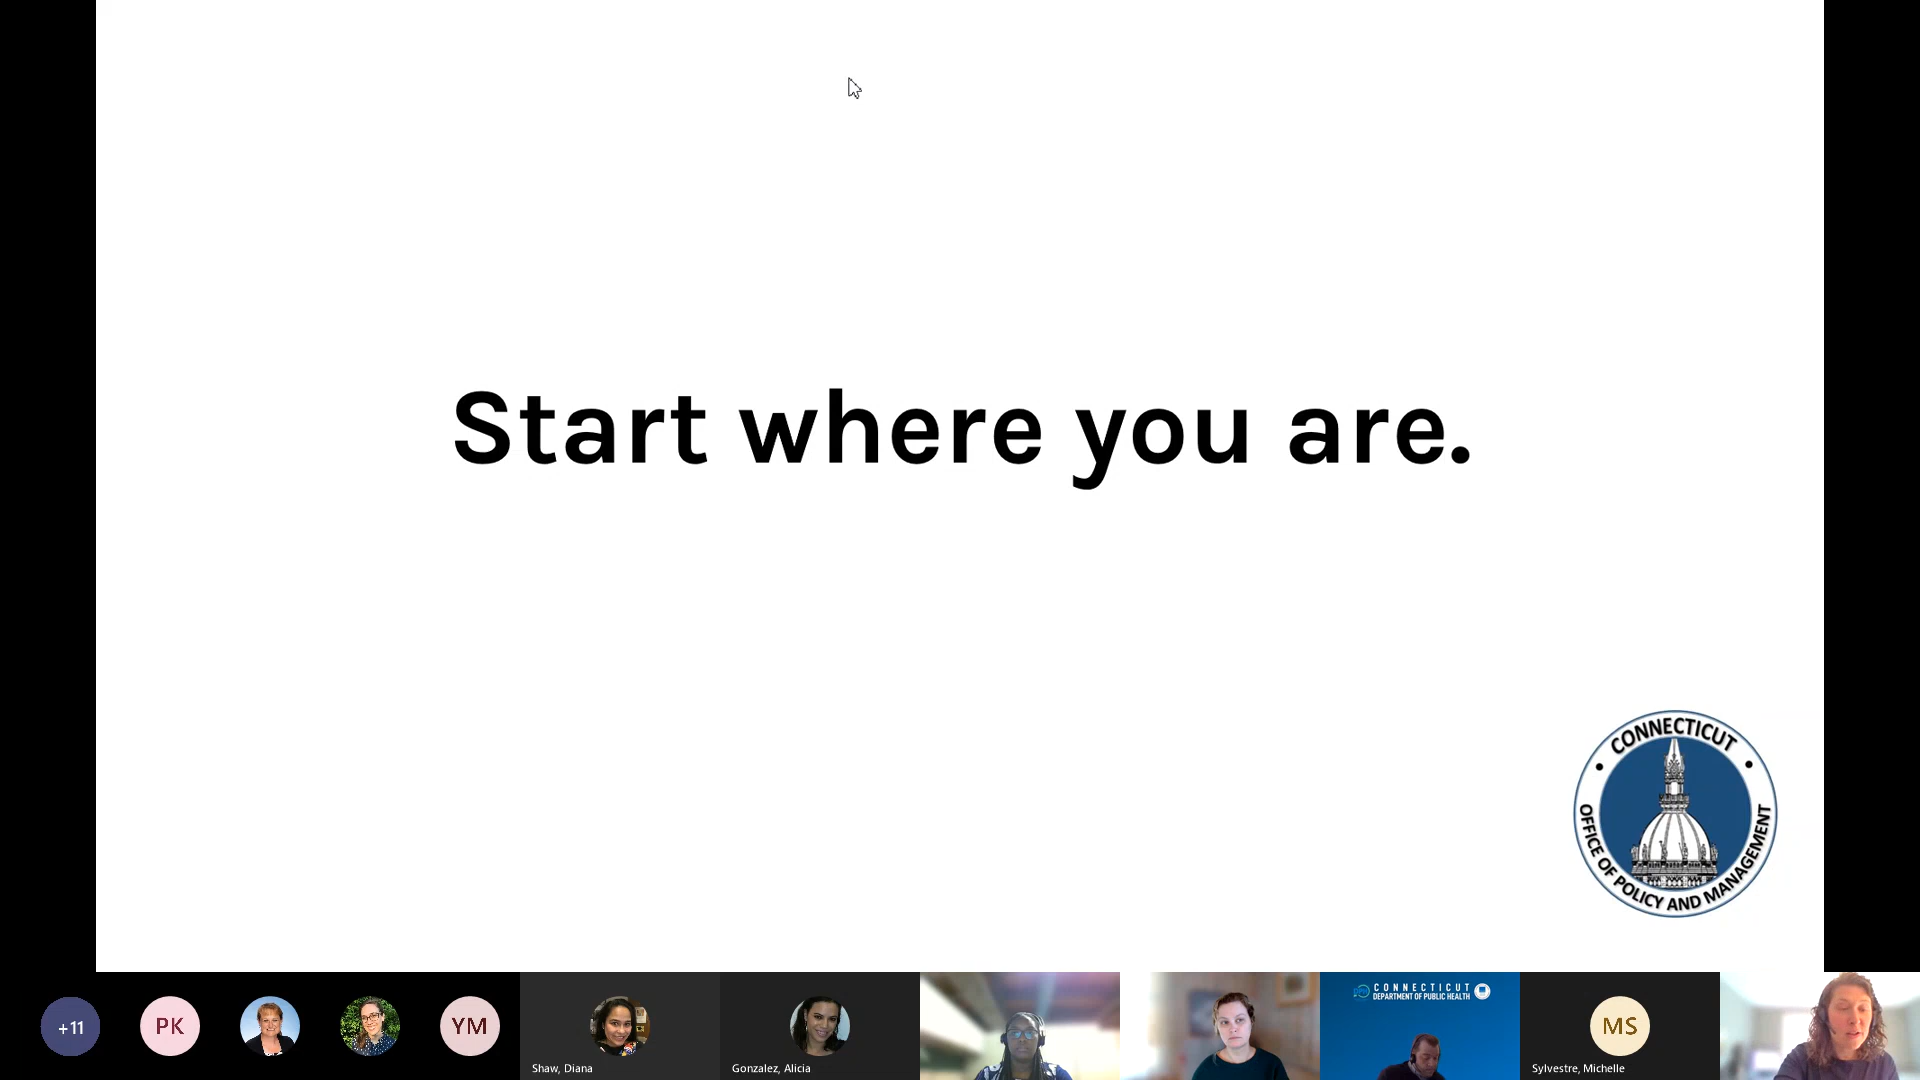 Start where you are.
CONNECTICUT
OFFICE OF POLICY AND MANAGEMENT
+11
PK
YM
Shaw, Diana
Gonzalez, Alicia
CONNECTICUT
DEPARTMENT OF PUBLIC HEALTH
MS
Sylvestre, Michelle